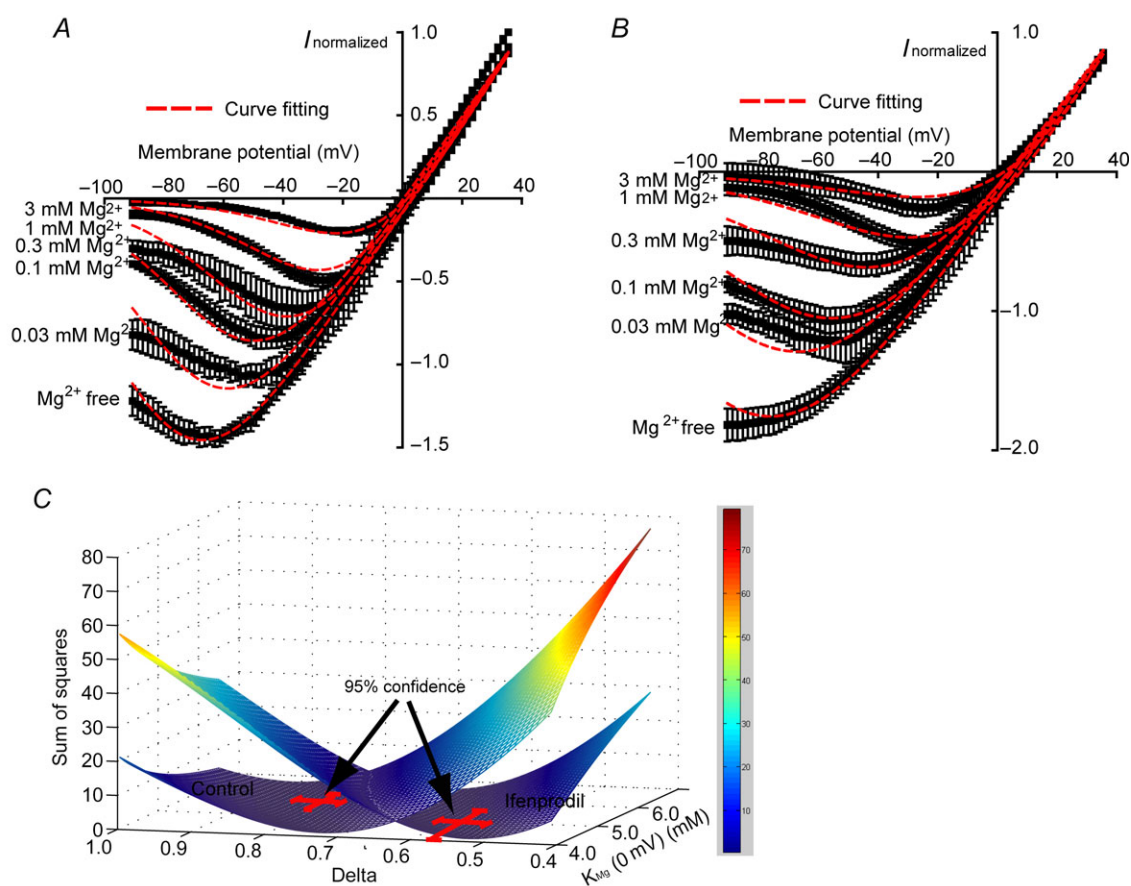 A
I normalized
1.0
0.5
Curve fitting
Membrane potential (mV)
−100 −80 −60 −40 −20 20 40
3 mM Mg2+
1 mM Mg2+
0.3 mM Mg2+
0.1 mM Mg2+
0.03 mM Mg2
Mg2+ free
−0.5
−1.0
−1.5
B
I normalized
1.0
Curve fitting
Membrane potential (mV)
−100 −80 −60 −40 −20 20 40
3 mM Mg2+
1 mM Mg2+
0.3 mM Mg2+
0.1 mM Mg2+
0.03 mM Mg2
Mg 2+free
−1.0
−2.0
C
Sum of squares
80
70
60
50
40
30
20
10
0
95% confidence
Control
Ifenprodil
1.0 0.9 0.8 0.7 0.6 0.5 0.4
Delta
4.0 5.0 6.0
KMg (0 mV) (mM)
70
60
50
40
30
20
10